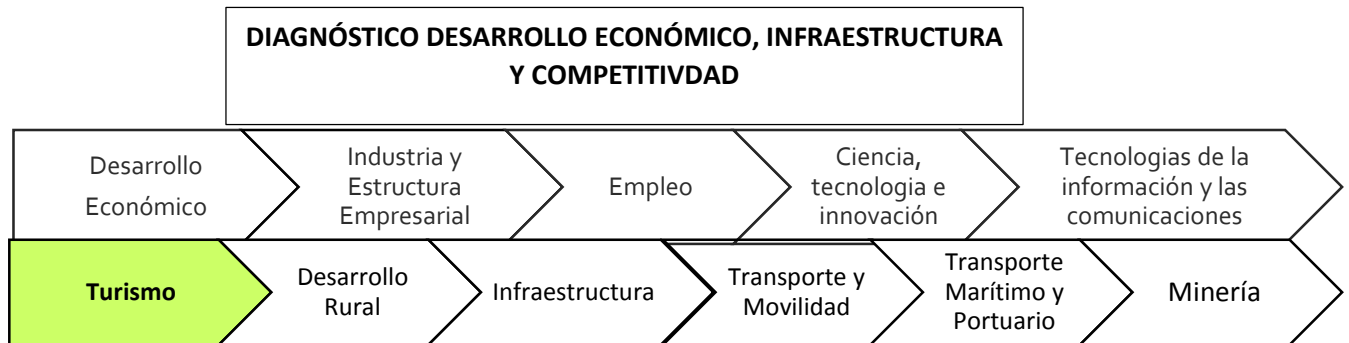 DIAGNÓSTICO DESARROLLO ECONÓMICO, INFRAESTRUCTURA
Y COMPETITIVDAD
Desarrollo
Económico
Industria y
Estructura
Empresarial
Empleo
Ciencia,
tecnologia e
innovación
Tecnologias de la
información y las
comunicaciones
Turismo
Desarrollo
Rural
Infraestructura
Transporte y
Movilidad
Transporte
Marítimo y
Portuario
Minería